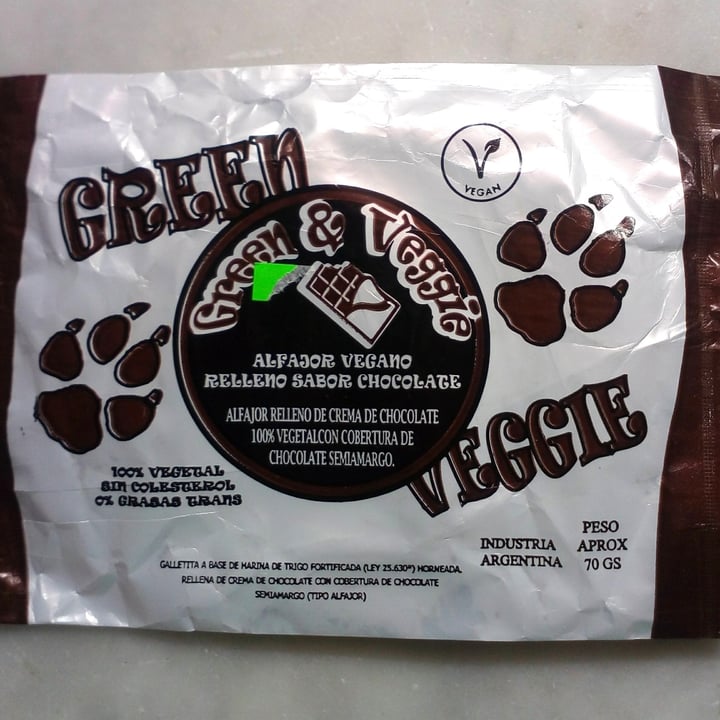 GREEN
VEGAN
Green & Veggie
ALFAJOR VEGANO
RELLENO SABOR CHOCOLATE
ALFAJOR RELLENO DE CREMA DE CHOCOLATE
100% VEGETALCON COBERTURA DE
CHOCOLATE SEMIAMARGO.
VEGGIE
100% VEGETAL
SIN COLESTEROL
0% GRASAS TRANS
INDUSTRIA
ARGENTINA
PESO
APROX
70 GS
GALLETITA A BASE DE HARINA DE TRIGO FORTIFICADA (LEY 25.630º) HORNEADA.
RELLENA DE CREMA DE CHOCOLATE CON COBERTURA DE CHOCOLATE
SEMIAMARGO (TIPO ALFAJOR)